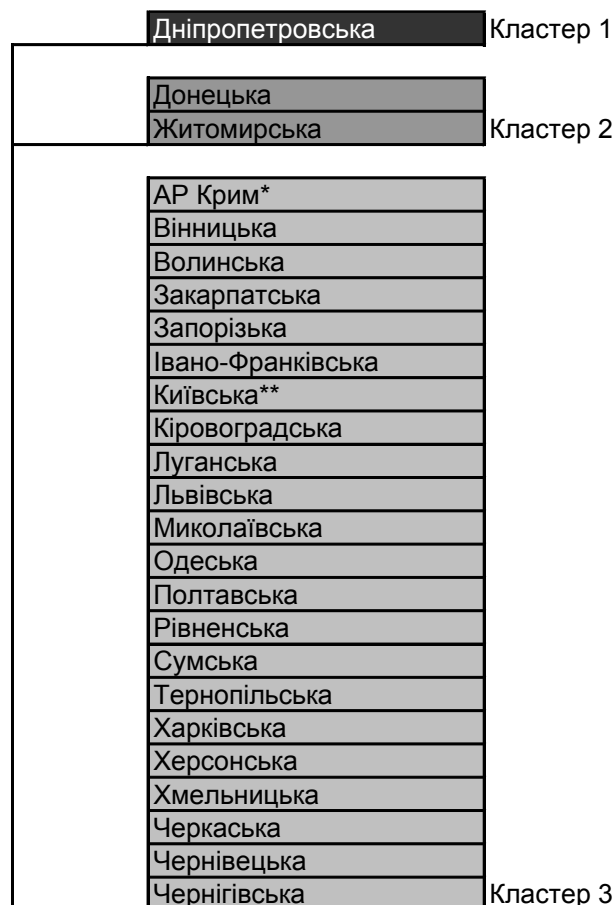 Дніпропетровська Кластер 1
Донецька
Житомирська Кластер 2
АР Крим*
Вінницька
Волинська
Закарпатська
Запорізька
Івано-Франківська
Київська**
Кіровоградська
Луганська
Львівська
Миколаївська
Одеська
Полтавська
Рівненська
Сумська
Тернопільська
Харківська
Херсонська
Хмельницька
Черкаська
Чернівецька
Чернігівська Кластер 3